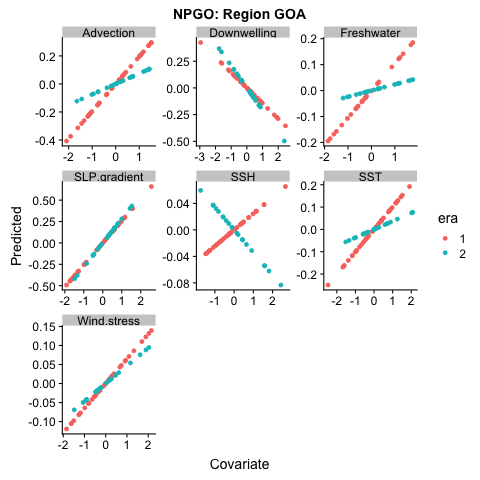 NPGO: Region GOA
Advection
Downwelling
Freshwater
0.2
0.0
-0.2
-0.4
-1 0 1
0.25
0.00
-0.25
-0.50
-3 -2 -1 0 1 2
0.2
0.1
0.0
-0.1
-0.2
-2 -1 0 1
SLP.gradient
SSH
SST
0.50
0.25
0.00
-0.25
-0.50
-2 -1 0 1 2
0.04
0.00
-0.04
-0.08
-1 0 1 2
0.2
0.1
0.0
-0.1
-0.2
-2 -1 0 1 2
Wind.stress
0.15
0.10
0.05
0.00
-0.05
-0.10
-2 -1 0 1 2
Predicted
Covariate
era
1
2